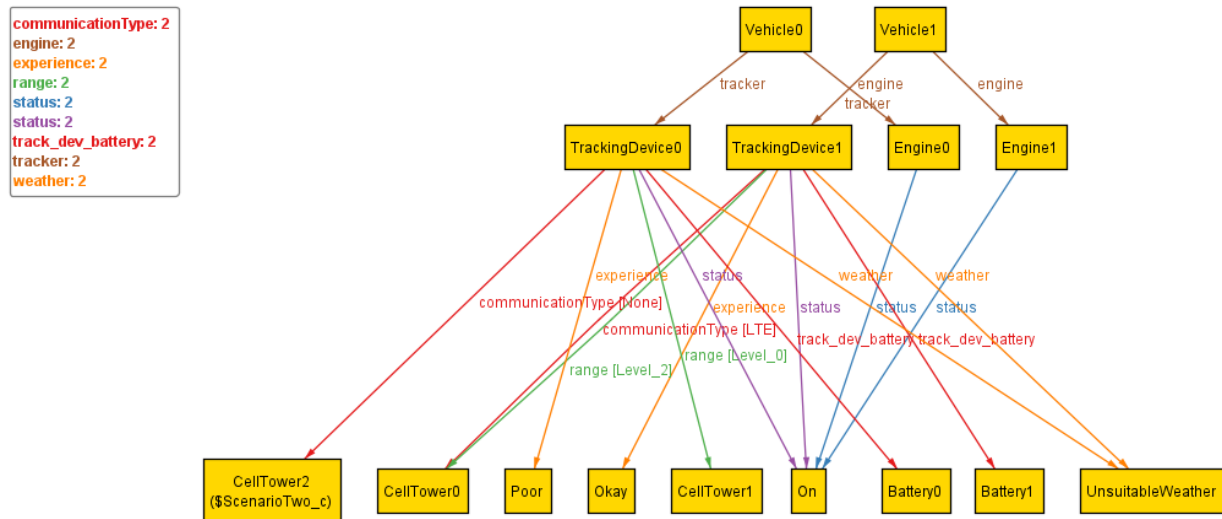 communicationType: 2
engine: 2
experience: 2
range: 2
status: 2
status: 2
track_dev_battery: 2
tracker: 2
weather: 2
Vehicle0
Vehicle1
tracker
engine
tracker
engine
TrackingDevice0
TrackingDevice1
Engine0
Engine1
experience
status
weather
weather
communicationType [None]
experience
status
status
status
communicationType [LTE]
track_dev_battery
track_dev_battery
range [Level_0]
range [Level_2]
CellTower2
($ScenarioTwo_c)
CellTower0
Poor
Okay
CellTower1
On
Battery0
Battery1
UnsuitableWeather